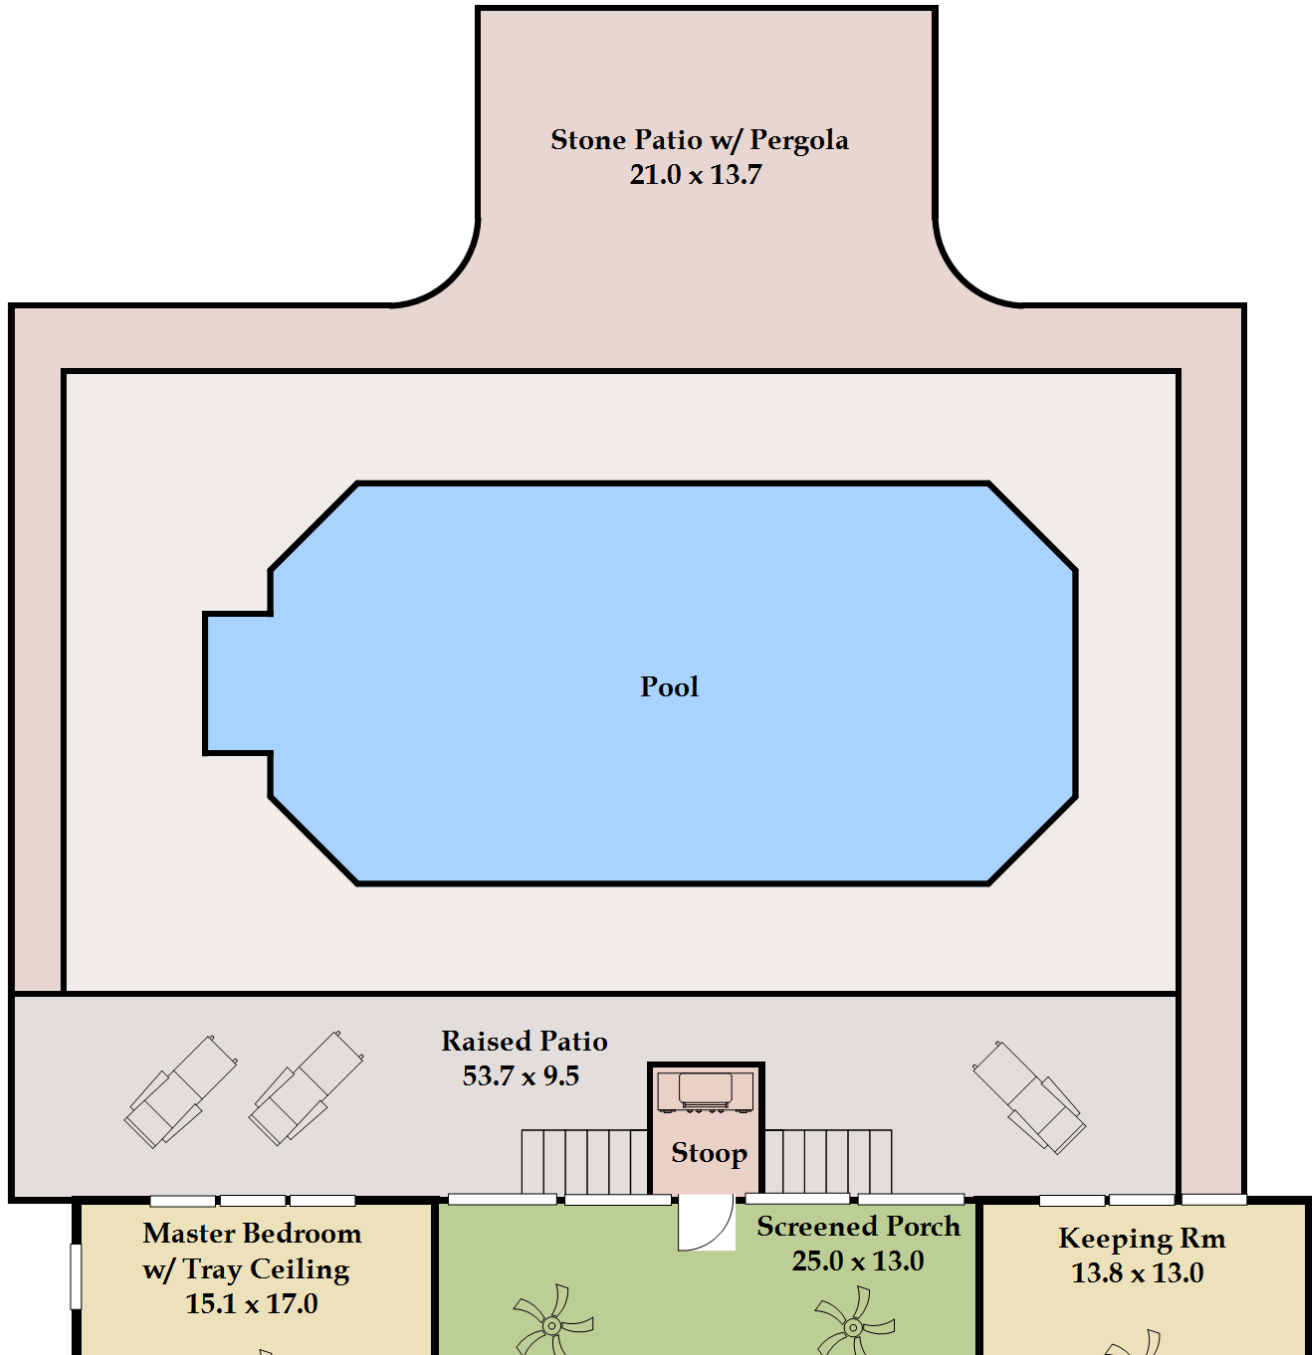 Stone Patio w/ Pergola
21.0 x 13.7
Pool
Raised Patio
53.7 x 9.5
Stoop
Master Bedroom
w/ Tray Ceiling
15.1 x 17.0
Screened Porch
25.0 x 13.0
Keeping Rm
13.8 x 13.0